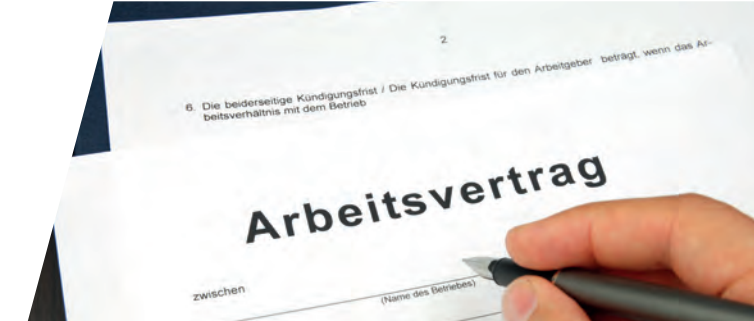 2
6. Die beiderseitige Kündigungsfrist / Die Kündigungsfrist für den Arbeitgeber beträgt, wenn das Ar-
beitsverhältnis mit dem Betrieb
Arbeitsvertrag
zwischen
(Name des Betriebes)